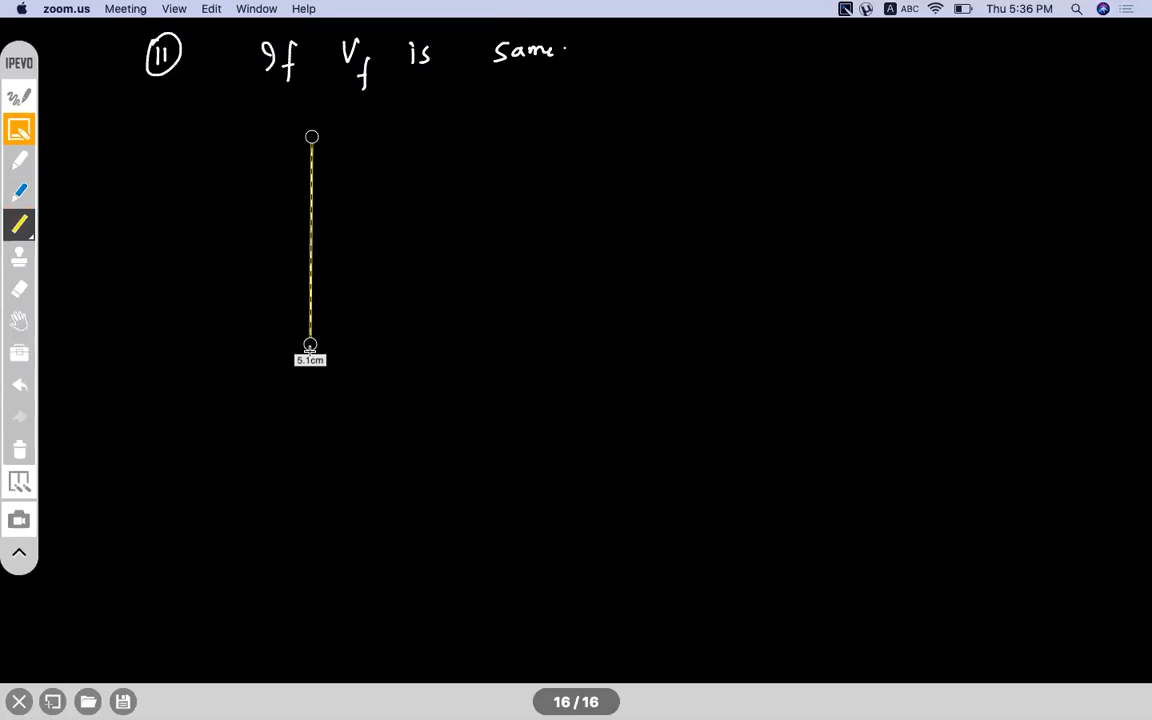 zoom.us Meeting View Edit Window Help A ABC Thu 5:36 PM
IPEVO
11 If Vf is same.
5.1cm
16 / 16